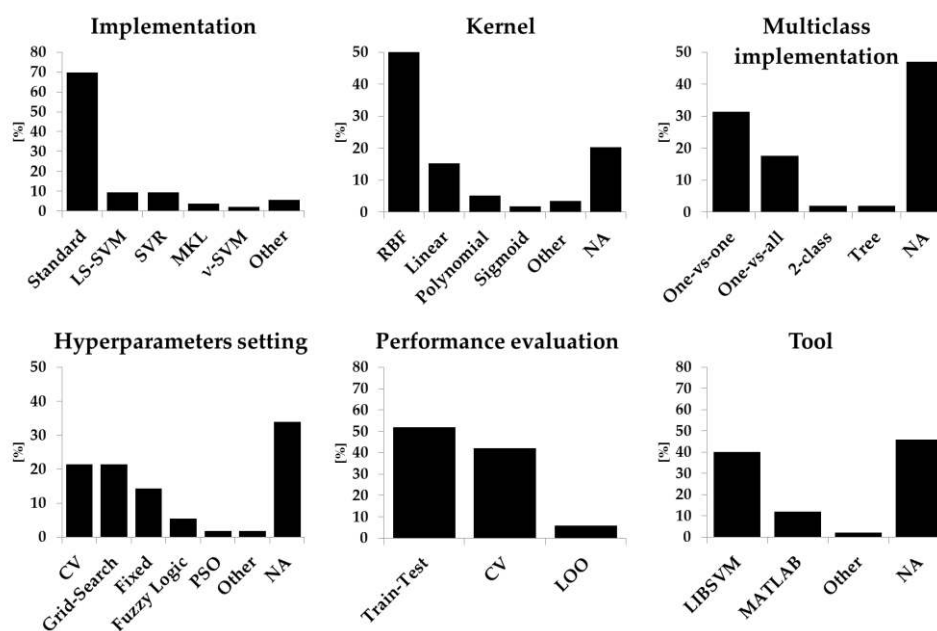 Implementation
[%]
80
70
60
50
40
30
20
10
0
Standard
LS-SVM
SVR
MKL
ν-SVM
Other
Kernel
[%]
50
40
30
20
10
0
RBF
Linear
Polynomial
Sigmoid
Other
NA
Multiclass
implementation
[%]
50
40
30
20
10
0
One-vs-one
One-vs-all
2-class
Tree
NA
Hyperparameters setting
[%]
50
40
30
20
10
0
CV
Grid-Search
Fixed
Fuzzy Logic
PSO
Other
NA
Performance evaluation
[%]
80
70
60
50
40
30
20
10
0
Train-Test
CV
LOO
Tool
[%]
80
70
60
50
40
30
20
10
0
LIBSVM
MATLAB
Other
NA